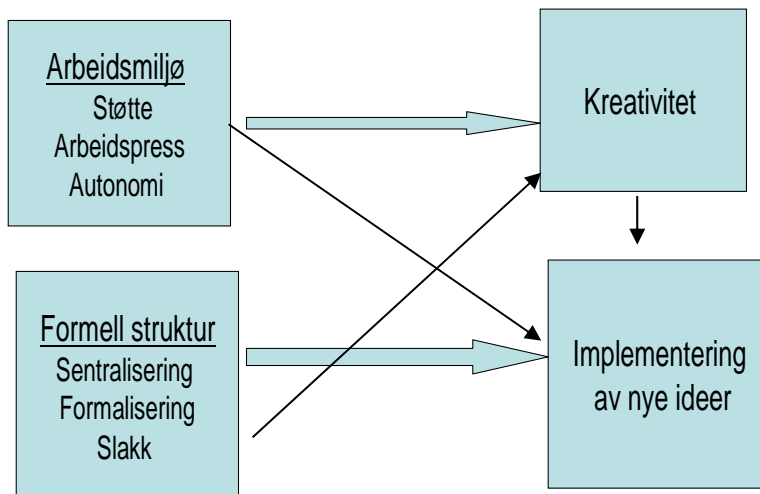 Arbeidsmiljø
Støtte
Arbeidspress
Autonomi
Kreativitet
Formell struktur
Sentralisering
Formalisering
Slakk
Implementering
av nye ideer